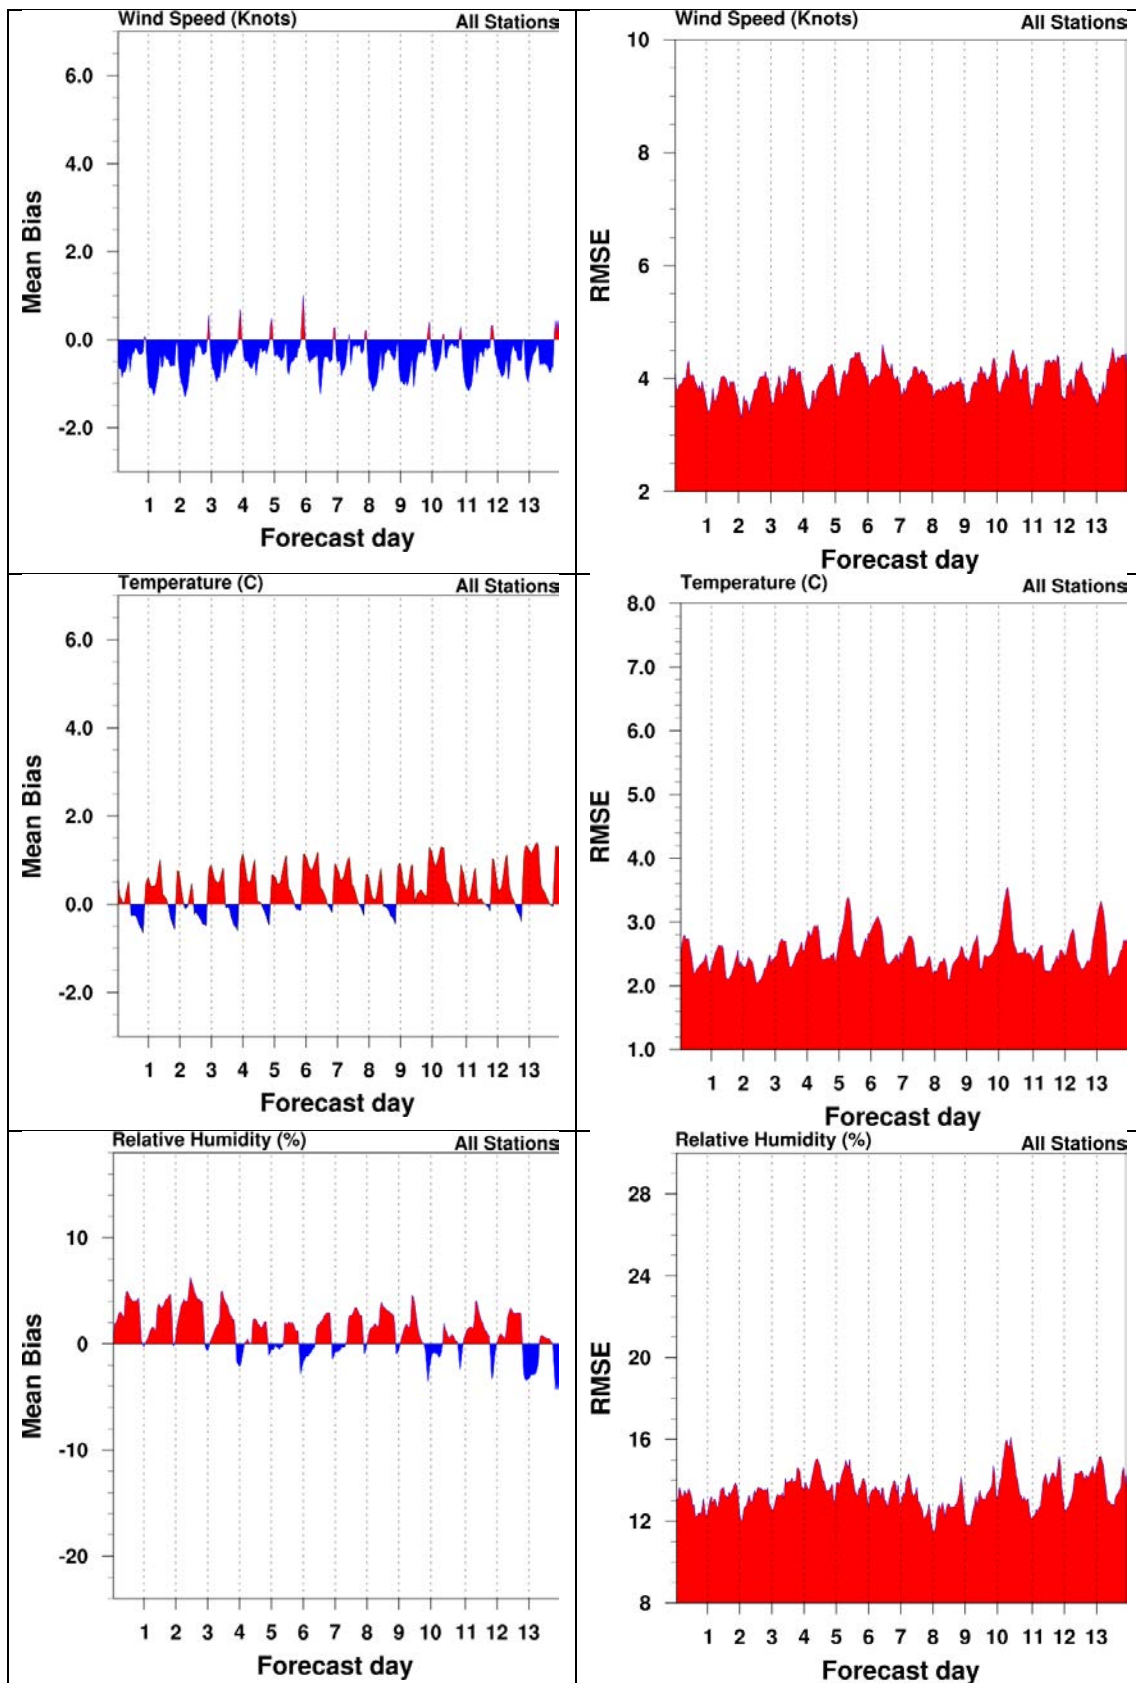 Wind Speed (Knots) All Stations
6.0
4.0
2.0
0.0
-2.0
Mean Bias
1 2 3 4 5 6 7 8 9 10 11 12 13
Forecast day
Wind Speed (Knots) All Stations
10
8
6
4
2
RMSE
1 2 3 4 5 6 7 8 9 10 11 12 13
Forecast day
Temperature (C) All Stations
6.0
4.0
2.0
0.0
-2.0
Mean Bias
1 2 3 4 5 6 7 8 9 10 11 12 13
Forecast day
Temperature (C) All Stations
8.0
7.0
6.0
5.0
4.0
3.0
2.0
1.0
RMSE
1 2 3 4 5 6 7 8 9 10 11 12 13
Forecast day
Relative Humidity (%) All Stations
10
0
-10
-20
Mean Bias
1 2 3 4 5 6 7 8 9 10 11 12 13
Forecast day
Relative Humidity (%) All Stations
28
24
20
16
12
8
RMSE
1 2 3 4 5 6 7 8 9 10 11 12 13
Forecast day